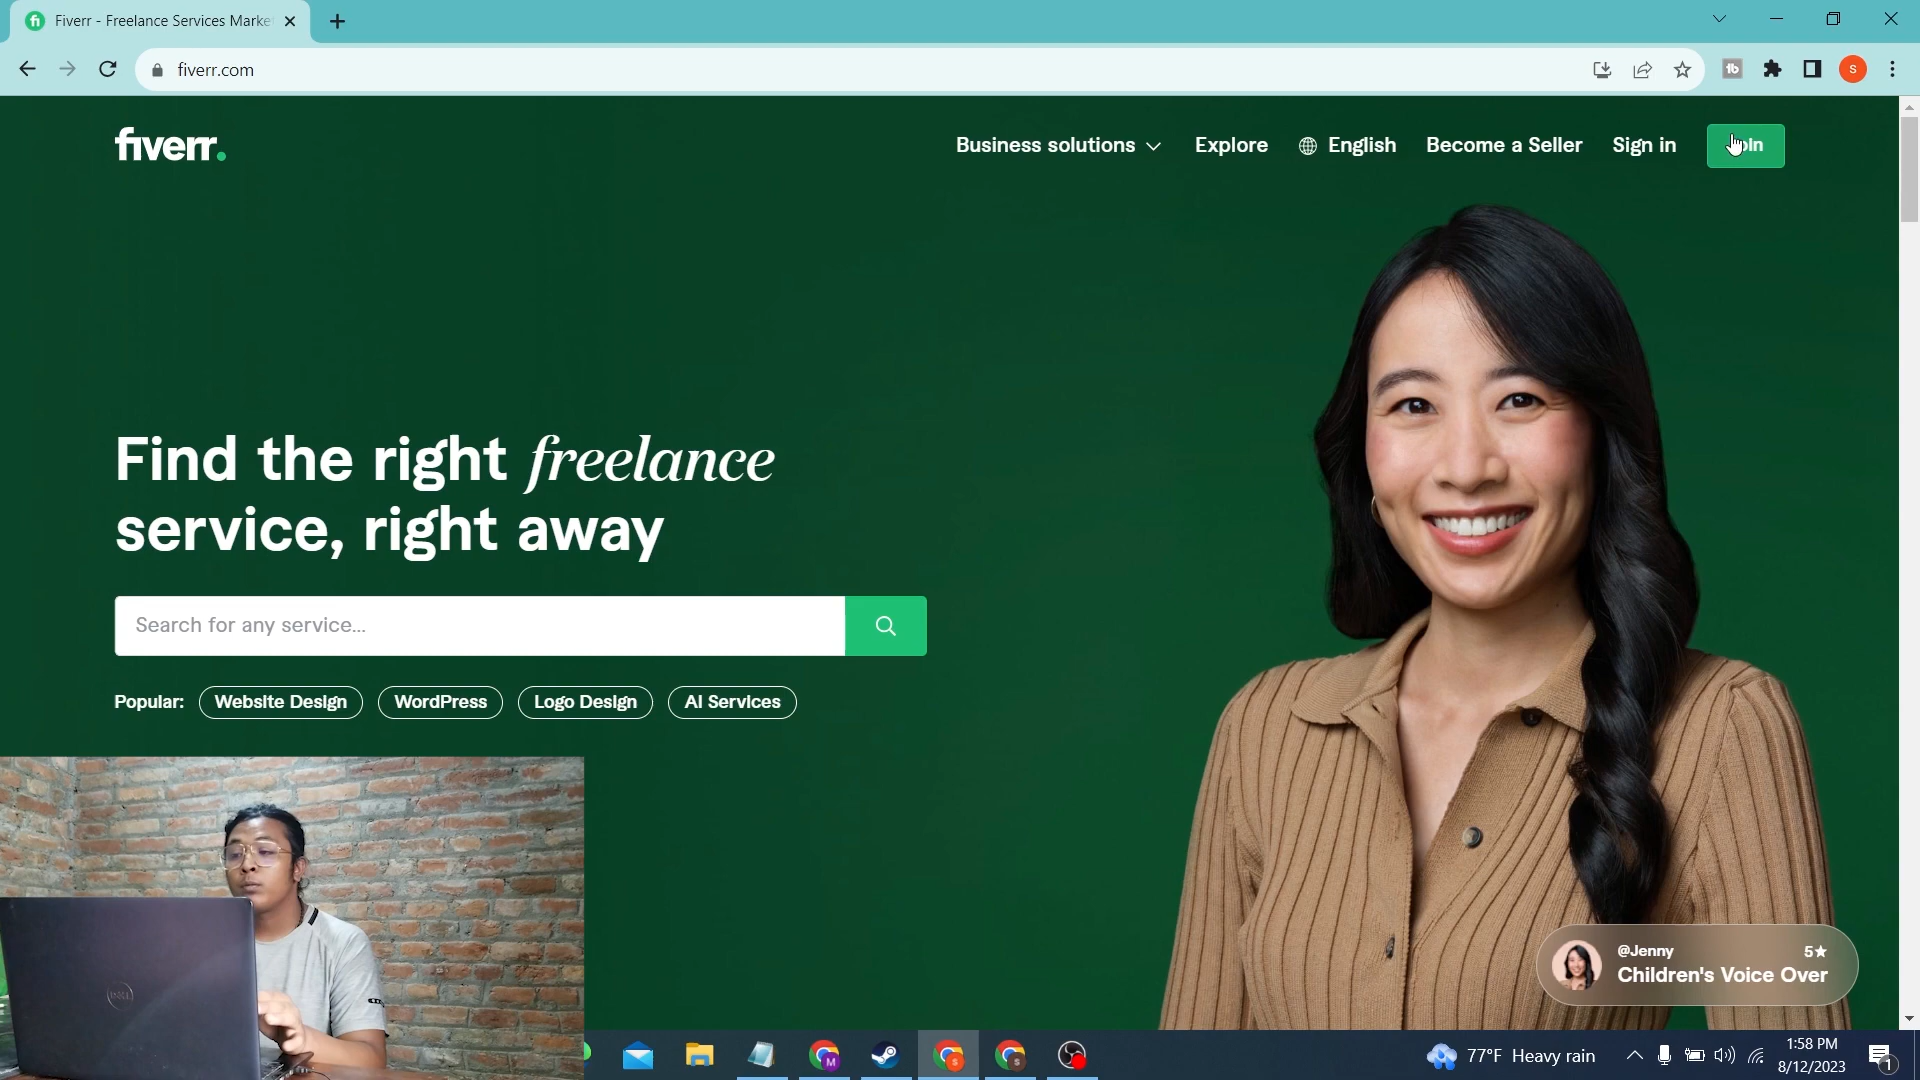 Fiverr - Freelance Services Marke
fiverr.com
S
fiverr.
Business solutions
Explore
English
Become a Seller
Sign in
Find the right freelance
service, right away
Search for any service...
Popular:
Website Design
WordPress
Logo Design
AI Services
@Jenny
5★
Children's Voice Over
DELL
77°F Heavy rain
1:58 PM
8/12/2023
1